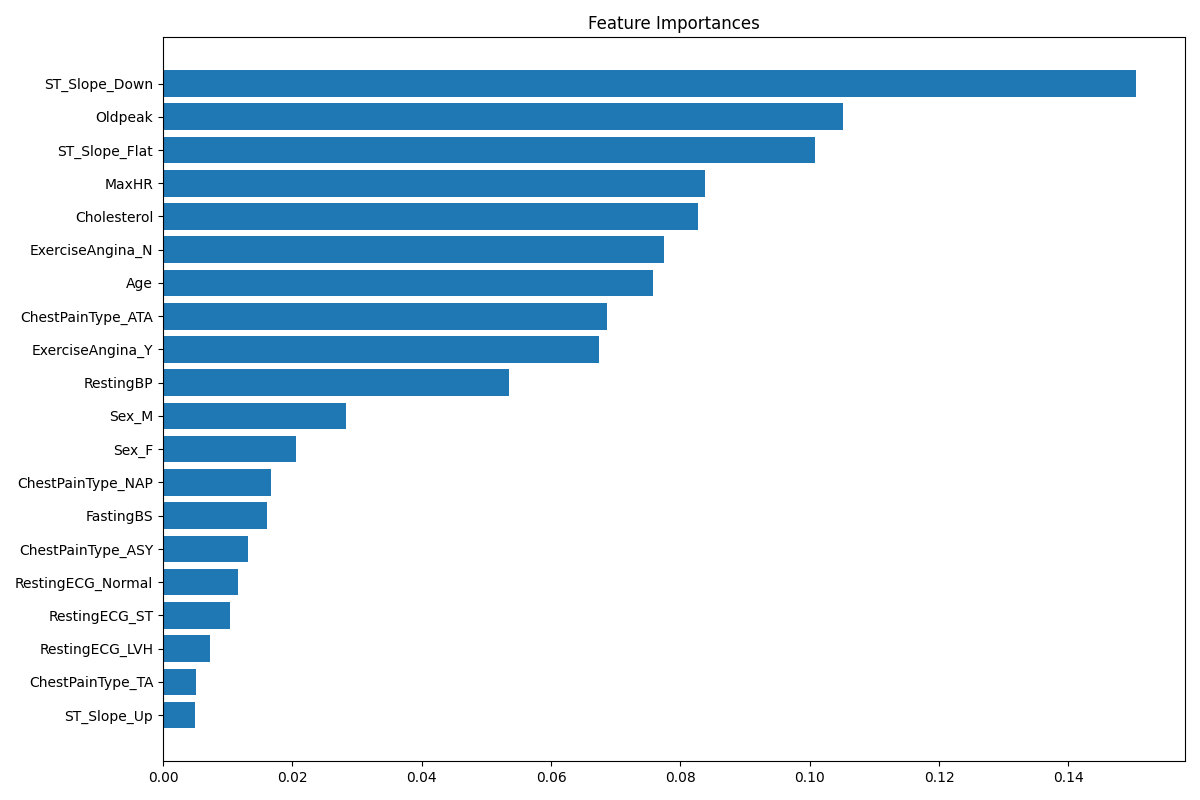 Feature Importances
ST_Slope_Down
Oldpeak
ST_Slope_Flat
MaxHR
Cholesterol
ExerciseAngina_N
Age
ChestPainType_ATA
ExerciseAngina_Y
RestingBP
Sex_M
Sex_F
ChestPainType_NAP
FastingBS
ChestPainType_ASY
RestingECG_Normal
RestingECG_ST
RestingECG_LVH
ChestPainType_TA
ST_Slope_Up
0.00 0.02 0.04 0.06 0.08 0.10 0.12 0.14